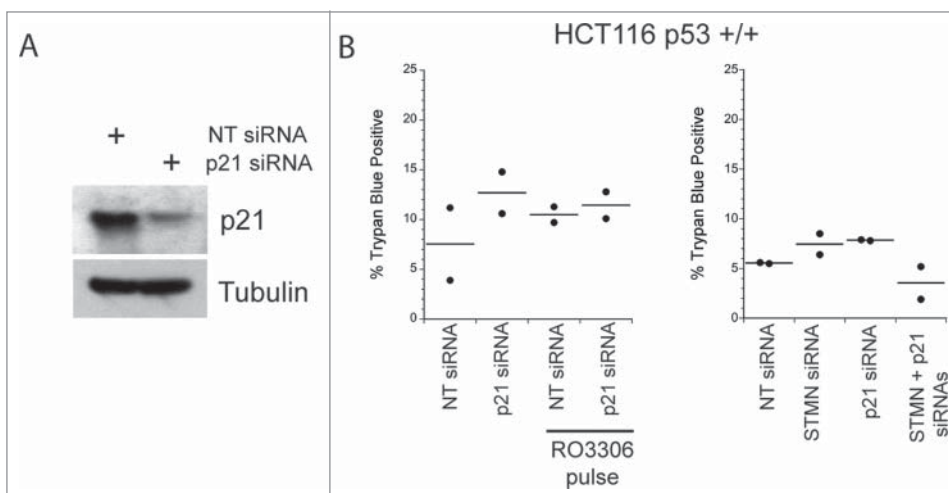 A
+
NT siRNA
+
p21 siRNA
p21
Tubulin
B
HCT116 p53 +/+
% Trypan Blue Positive
25
20
15
10
5
0
NT siRNA
p21 siRNA
NT siRNA
p21 siRNA
RO3306
pulse
% Trypan Blue Positive
25
20
15
10
5
0
NT siRNA
STMN siRNA
p21 siRNA
STMN + p21
siRNAs